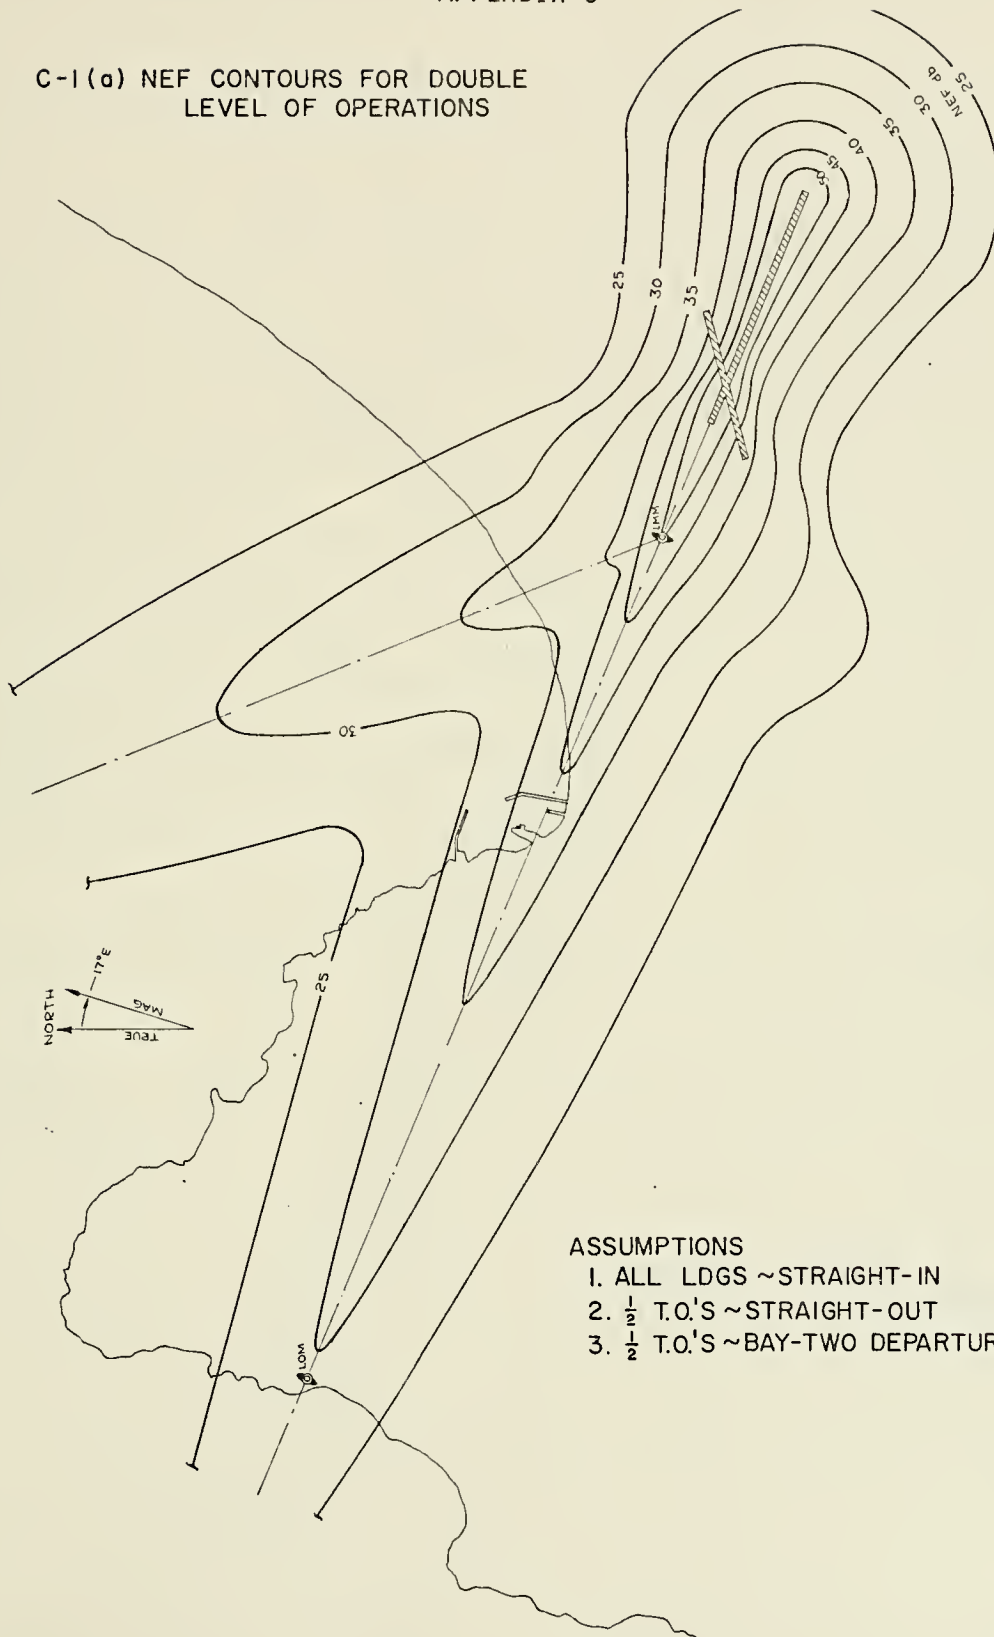 C-1(a) NEF CONTOURS FOR DOUBLE
LEVEL OF OPERATIONS
25
NEF db
30
35
40
45
50
25
30
35
LMM
30
25
NORTH
17°E
TRUE
MAG
LOM
ASSUMPTIONS
1. ALL LDGS ~ STRAIGHT-IN
2. ½ T.O.'S ~ STRAIGHT-OUT
3. ½ T.O.'S ~ BAY-TWO DEPARTUR